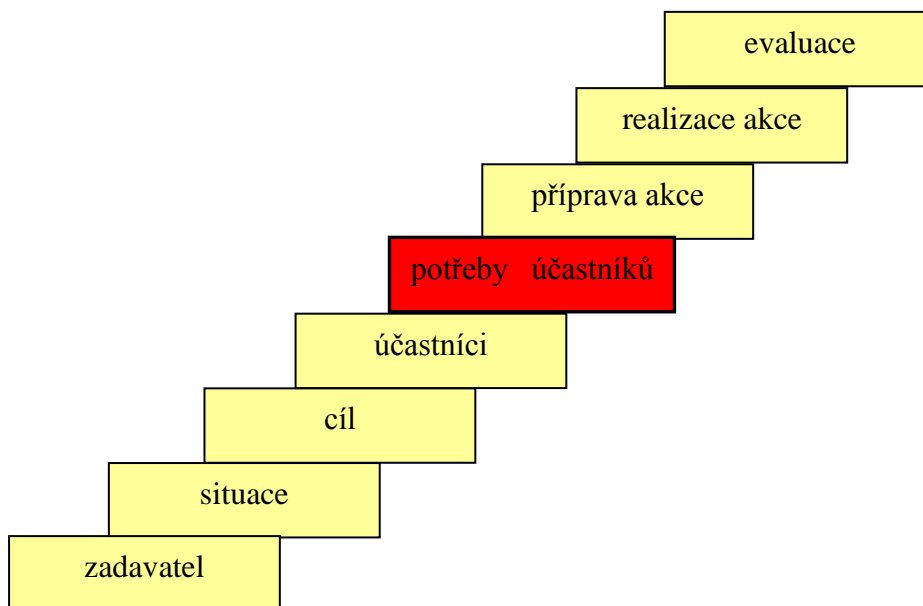 evaluace
realizace akce
příprava akce
potřeby účastníků
účastníci
cíl
situace
zadavatel